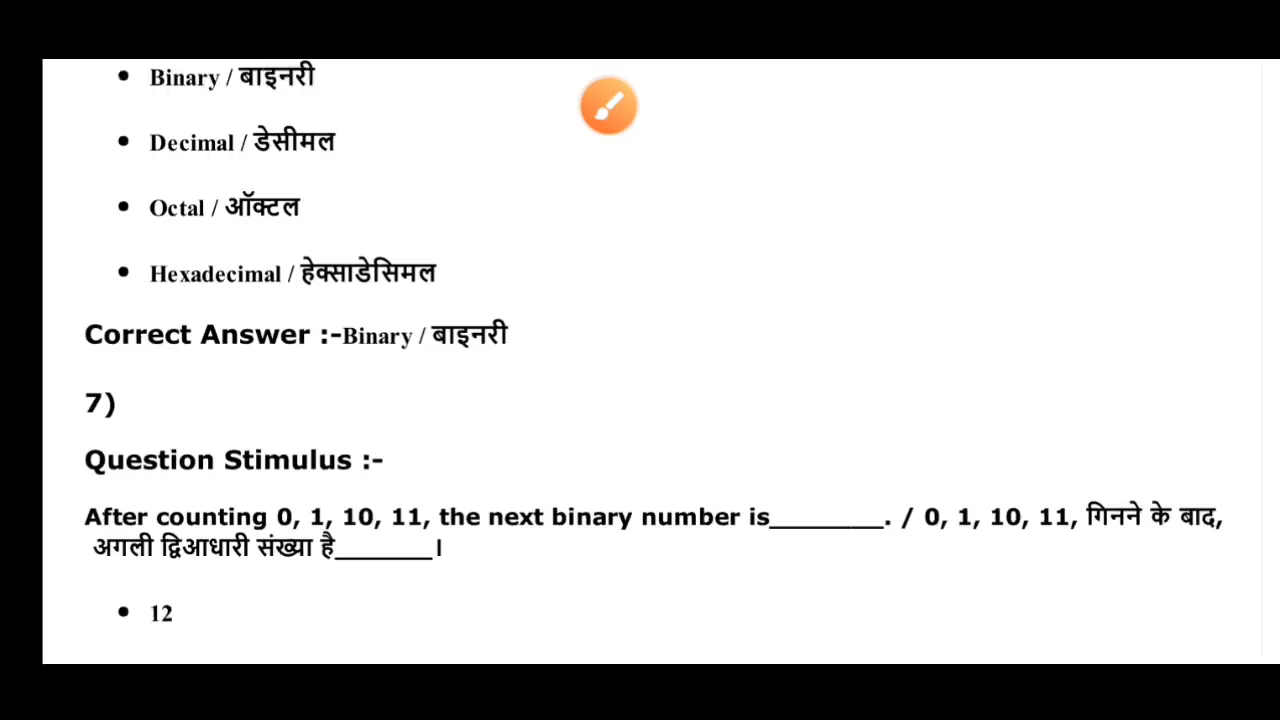 • Binary / बाइनरी
• Decimal / डेसीमल
• Octal / ऑक्टल
• Hexadecimal / हेक्साडेसिमल
Correct Answer :-Binary / बाइनरी
7)
Question Stimulus :-
After counting 0, 1, 10, 11, the next binary number is________. / 0, 1, 10, 11, गिनने के बाद,
अगली द्विआधारी संख्या है_______।
• 12